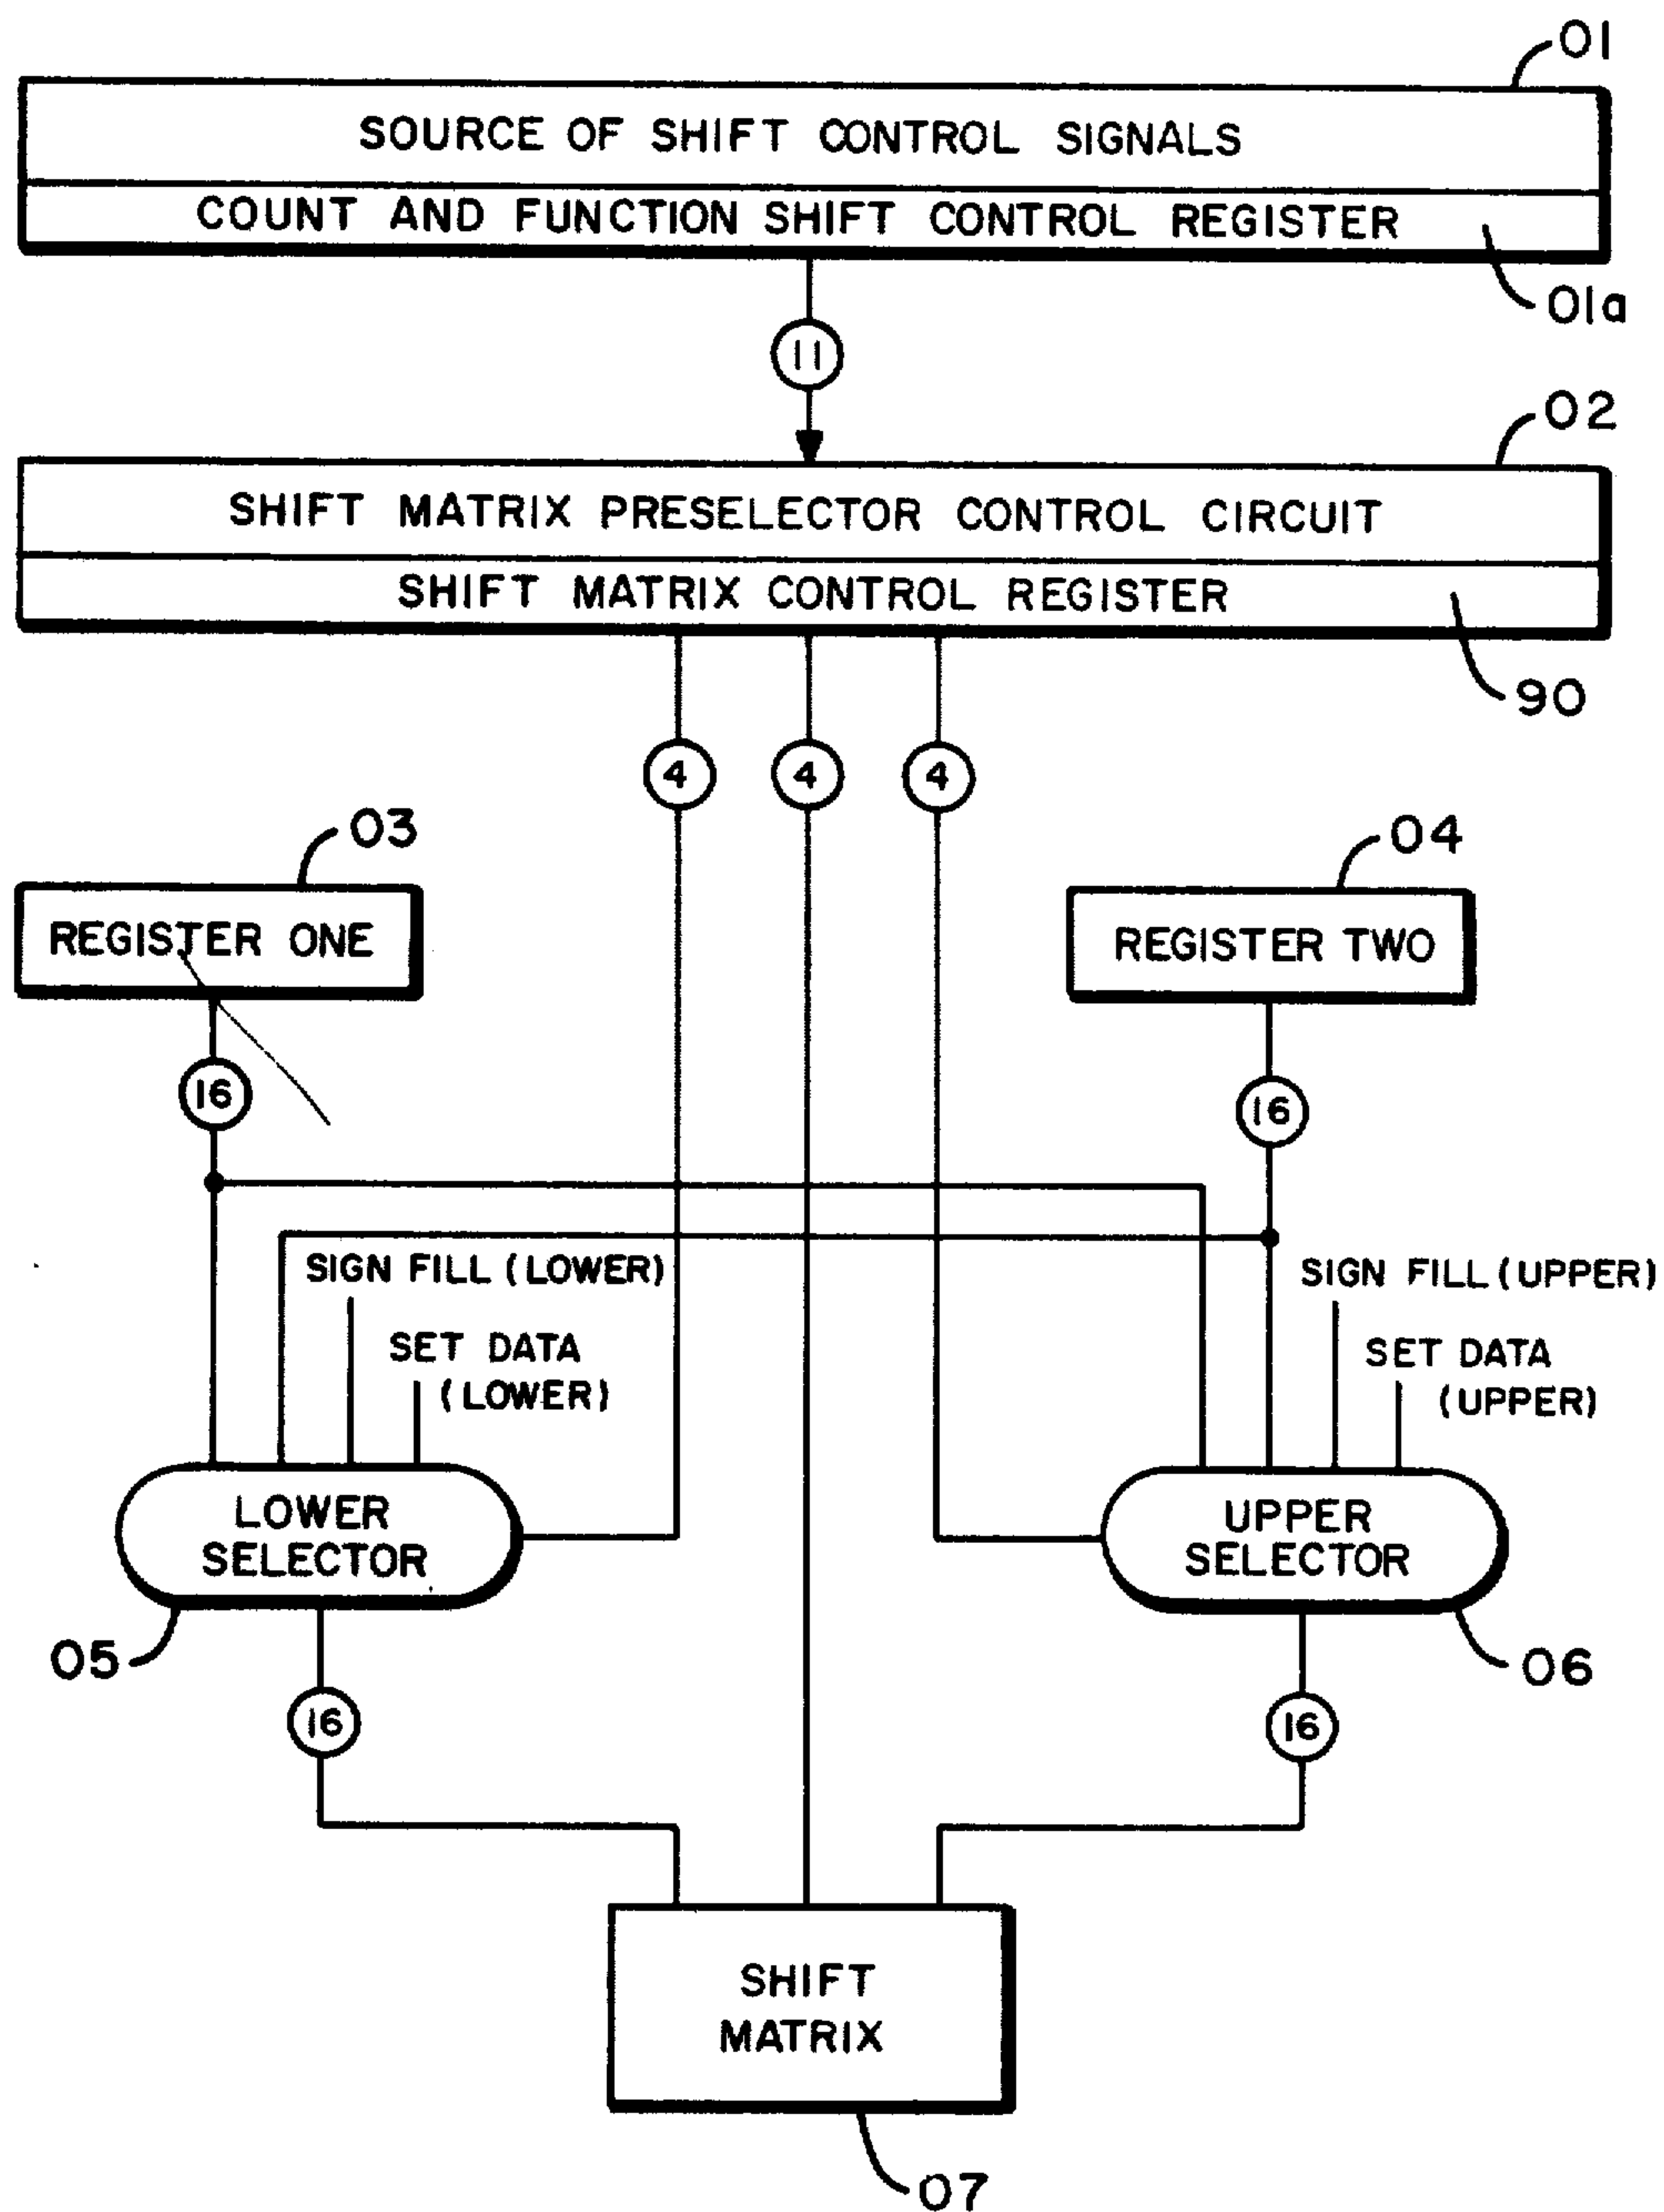 01
SOURCE OF SHIFT CONTROL SIGNALS
COUNT AND FUNCTION SHIFT CONTROL REGISTER
01a
11
02
SHIFT MATRIX PRESELECTOR CONTROL CIRCUIT
SHIFT MATRIX CONTROL REGISTER
90
4
4
4
03
04
REGISTER ONE
REGISTER TWO
16
16
SIGN FILL (LOWER)
SIGN FILL (UPPER)
SET DATA
(LOWER)
SET DATA
(UPPER)
LOWER
SELECTOR
UPPER
SELECTOR
05
06
16
16
SHIFT
MATRIX
07